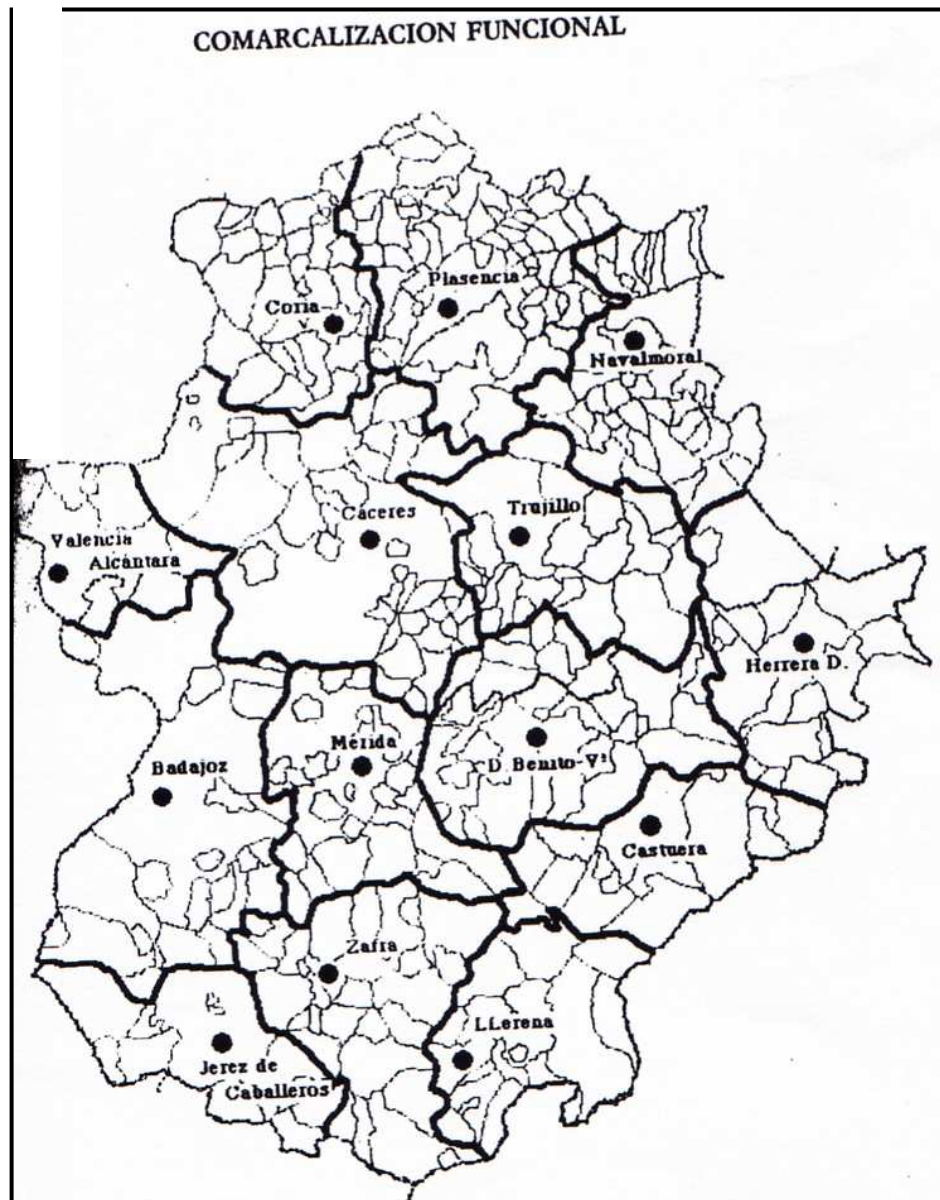 COMARCALIZACION FUNCIONAL
Plasencia
Coria
Navalmoral
Trujillo
Cáceres
Valencia
Alcántara
Herrera D.
Mérida
D. Benito-Vª
Badajoz
Castuera
Zafra
LLerena
Jerez de
Caballeros